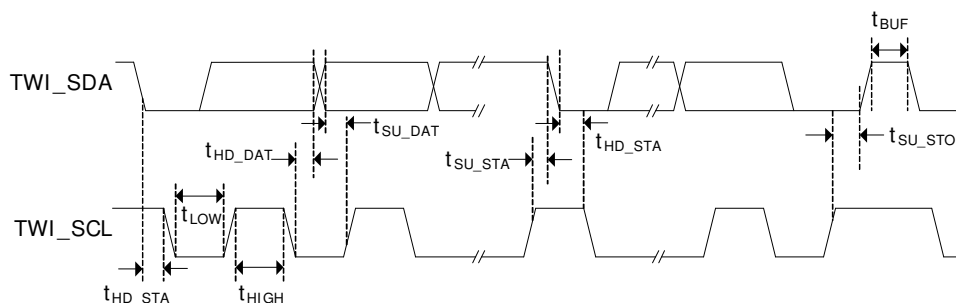 tBUF
TWI_SDA
tSU_DAT
tHD_DAT
tSU_STA
tHD_STA
tSU_STO
tLOW
TWI_SCL
tHD_STA
tHIGH